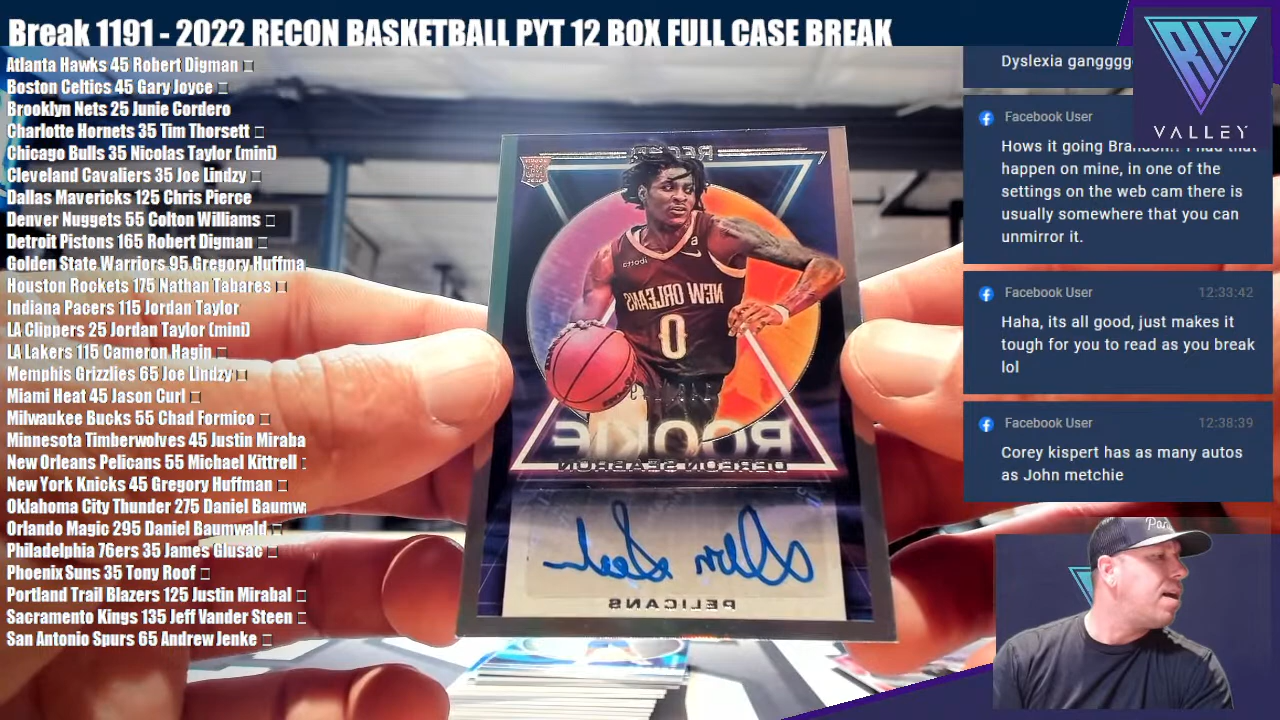 Break 1191 - 2022 RECON BASKETBALL PYT 12 BOX FULL CASE BREAK
Atlanta Hawks 45 Robert Digman
Boston Celtics 45 Gary Joyce
Brooklyn Nets 25 Junie Cordero
Charlotte Hornets 35 Tim Thorsett
Chicago Bulls 35 Nicolas Taylor (mini)
Cleveland Cavaliers 35 Joe Lindzy
Dallas Mavericks 125 Chris Pierce
Denver Nuggets 55 Colton Williams
Detroit Pistons 165 Robert Digman
Golden State Warriors 95 Gregory Huffma
Houston Rockets 175 Nathan Tabares
Indiana Pacers 115 Jordan Taylor
LA Clippers 25 Jordan Taylor (mini)
LA Lakers 115 Cameron Hagin
Memphis Grizzlies 65 Joe Lindzy
Miami Heat 45 Jason Curl
Milwaukee Bucks 55 Chad Formico
Minnesota Timberwolves 45 Justin Miraba
New Orleans Pelicans 55 Michael Kittrell
New York Knicks 45 Gregory Huffman
Oklahoma City Thunder 275 Daniel Baumw
Orlando Magic 295 Daniel Baumwald
Philadelphia 76ers 35 James Glusac
Phoenix Suns 35 Tony Roof
Portland Trail Blazers 125 Justin Mirabal
Sacramento Kings 135 Jeff Vander Steen
San Antonio Spurs 65 Andrew Jenke
RECON
NEW ORLEANS
0
ROOKIE
DEREON SEABRON
PELICANS
Dyslexia gangggg
Facebook User
Hows it going Brandon!! I had that
happen on mine, in one of the
settings on the web cam there is
usually somewhere that you can
unmirror it.
Facebook User 12:33:42
Haha, its all good, just makes it
tough for you to read as you break
lol
Facebook User 12:38:39
Corey kispert has as many autos
as John metchie
RIP
VALLEY